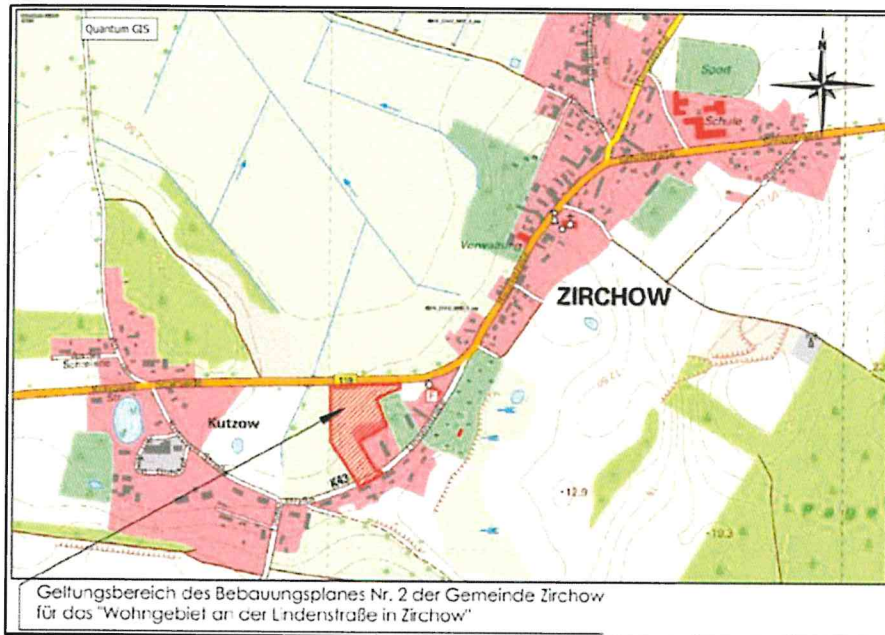 Quantum GIS
N
Sport
Schule
Verwaltung
ZIRCHOW
Kutzow
K43
12.9
19.3
Geltungsbereich des Bebauungsplanes Nr. 2 der Gemeinde Zirchow
für das "Wohngebiet an der Lindenstraße in Zirchow"